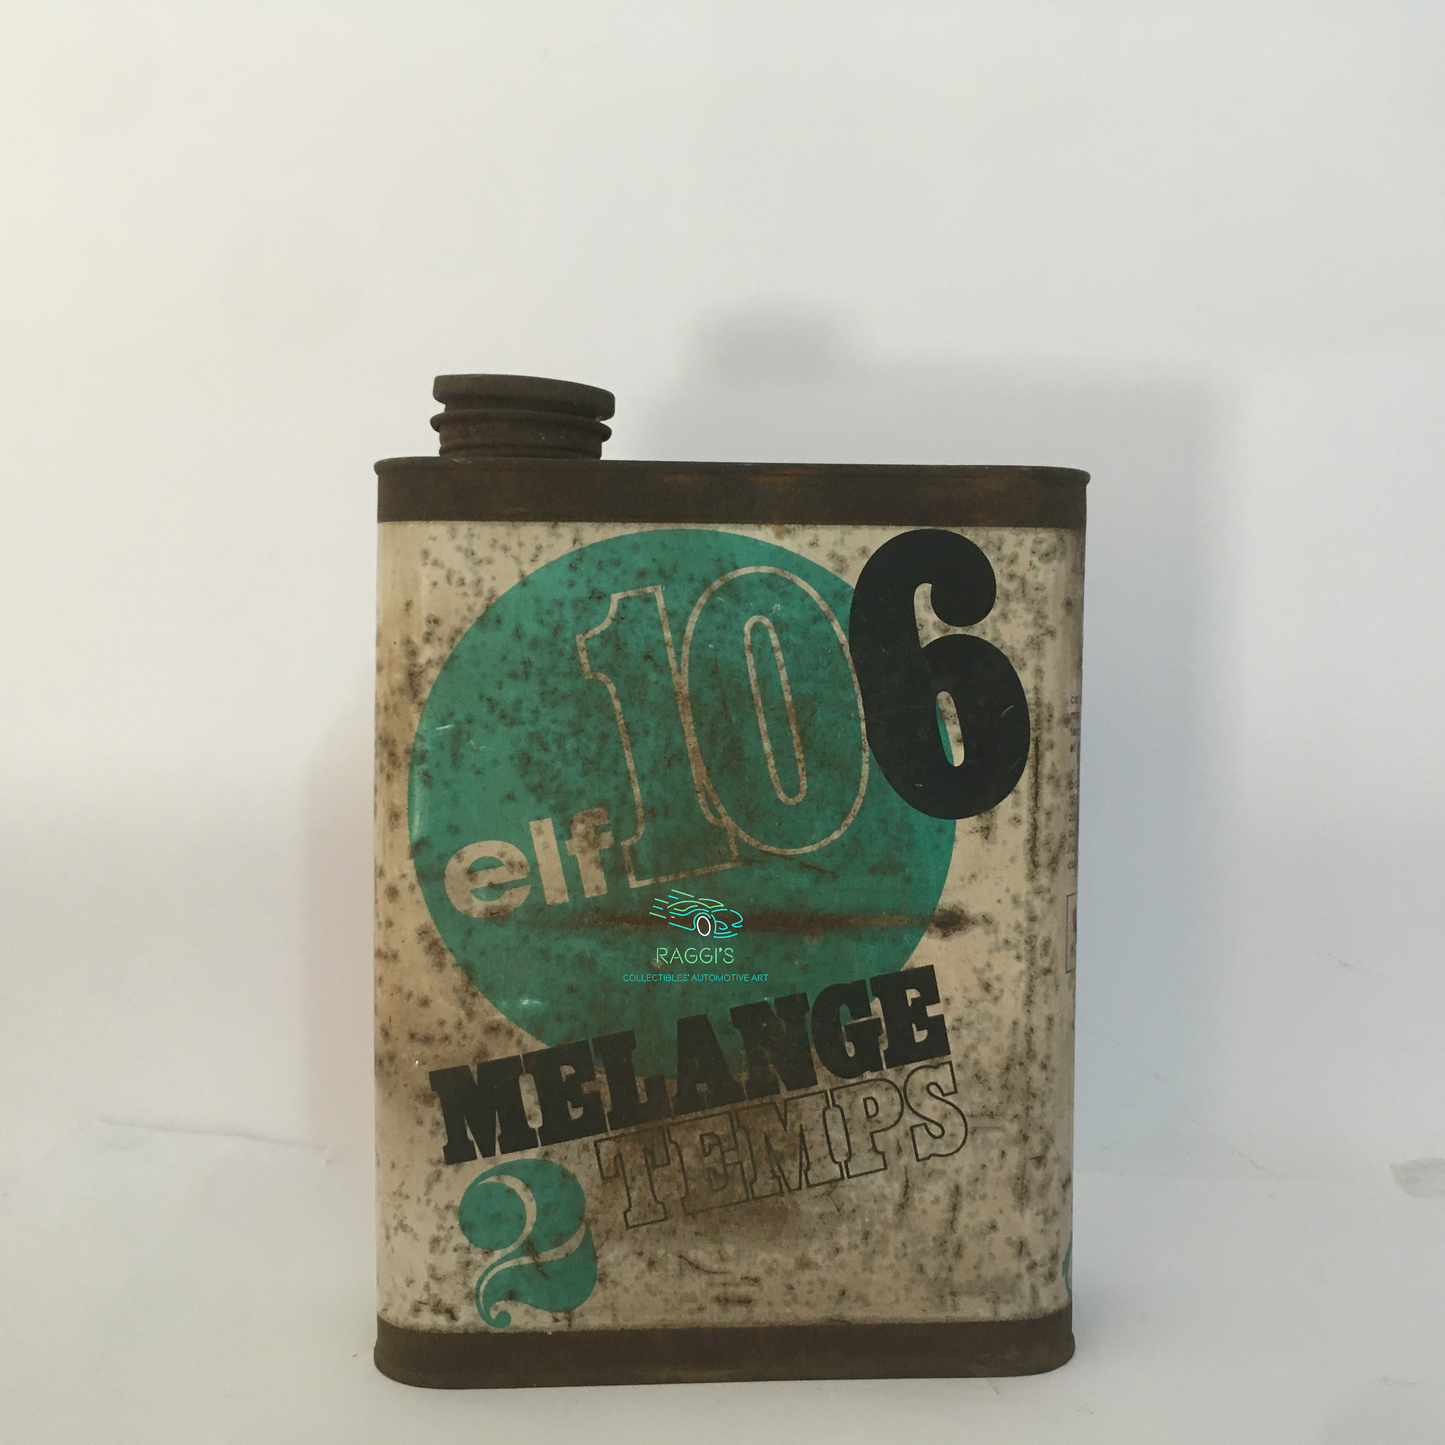 106
elf
RAGGI'S
COLLECTIBLES' AUTOMOTIVE ART
MELANGE
2 TEMPS